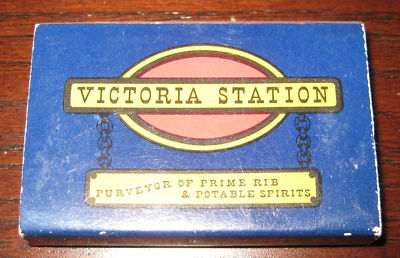 VICTORIA STATION
PURVEYOR OF PRIME RIB
& POTABLE SPIRITS